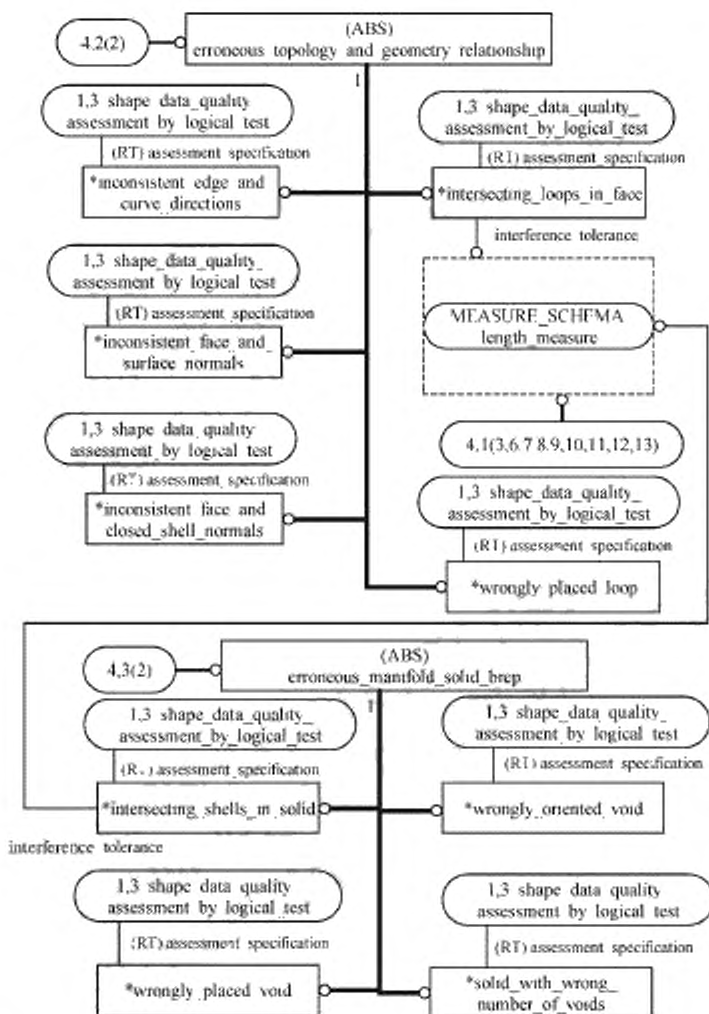 (ABS)
4,2(2)
erroneous topology and geometry relationship
1
1,3 shape data_quality
assessment by logical test
(RT) assessment specification
*inconsistent edge and
curve directions
1,3 shape_data_quality_
assessment_by_logical_test
(RT) assessment_specification
*intersecting_loops_in_face
interference tolerance
1,3 shape_data_quality_
assessment by logical test
(RT) assessment specification
*inconsistent face and
surface normals
MEASURE_SCHEMA
length_measure
4,1(3,6,7 8,9,10,11,12,13)
1,3 shape data quality
assessment by logical test
(RT) assessment specification
*inconsistent face and
closed_shell_normals
1,3 shape_data_quality_
assessment_by_logical_test
(RT) assessment specification
*wrongly placed loop
(ABS)
4,3(2)
erroneous_manifold_solid_brep
1
1,3 shape_data_quality_
assessment_by_logical_test
assessment_specification
*intersecting_shells_in_solid
interference tolerance
1,3 shape_data_quality_
assessment by logical test
(RT) assessment specification
*wrongly_oriented void
1,3 shape data quality
assessment by logical test
(RT) assessment specification
*wrongly placed void
1,3 shape data quality
assessment by logical test
(RT) assessment specification
*solid_with_wrong_
number_of_voids